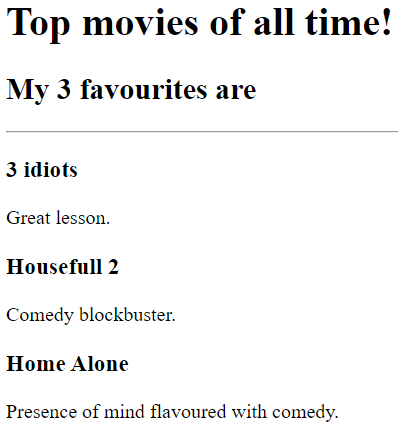 Top movies of all time!
My 3 favourites are
3 idiots
Great lesson.
Housefull 2
Comedy blockbuster.
Home Alone
Presence of mind flavoured with comedy.